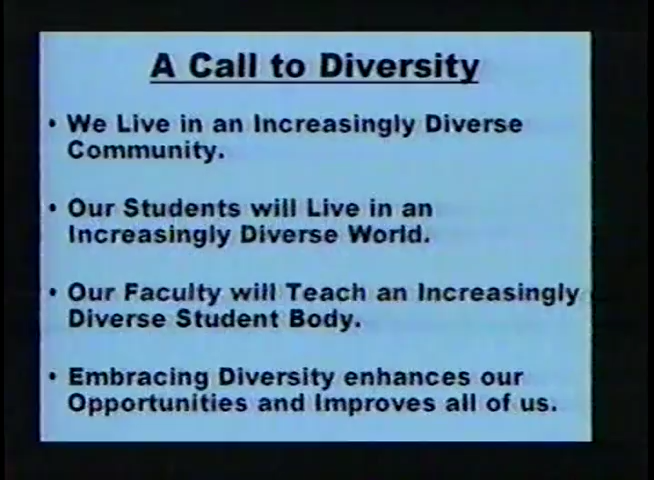 A Call to Diversity
• We Live in an Increasingly Diverse
Community.
• Our Students will Live in an
Increasingly Diverse World.
• Our Faculty will Teach an Increasingly
Diverse Student Body.
• Embracing Diversity enhances our
Opportunities and Improves all of us.